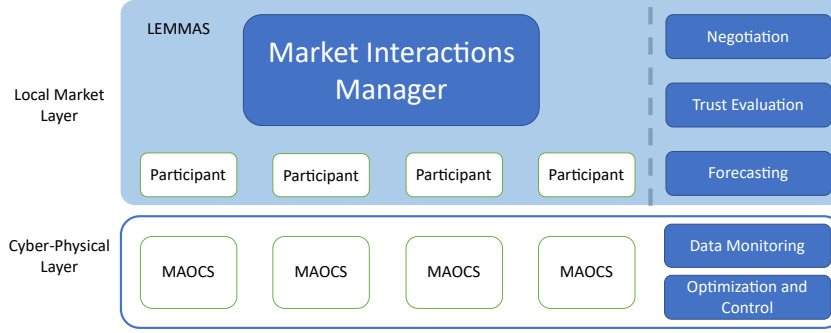 LEMMAS
Market Interactions
Manager
Local Market
Layer
Negotiation
Trust Evaluation
Forecasting
Participant
Participant
Participant
Participant
Cyber-Physical
Layer
MAOCS
MAOCS
MAOCS
MAOCS
Data Monitoring
Optimization and
Control